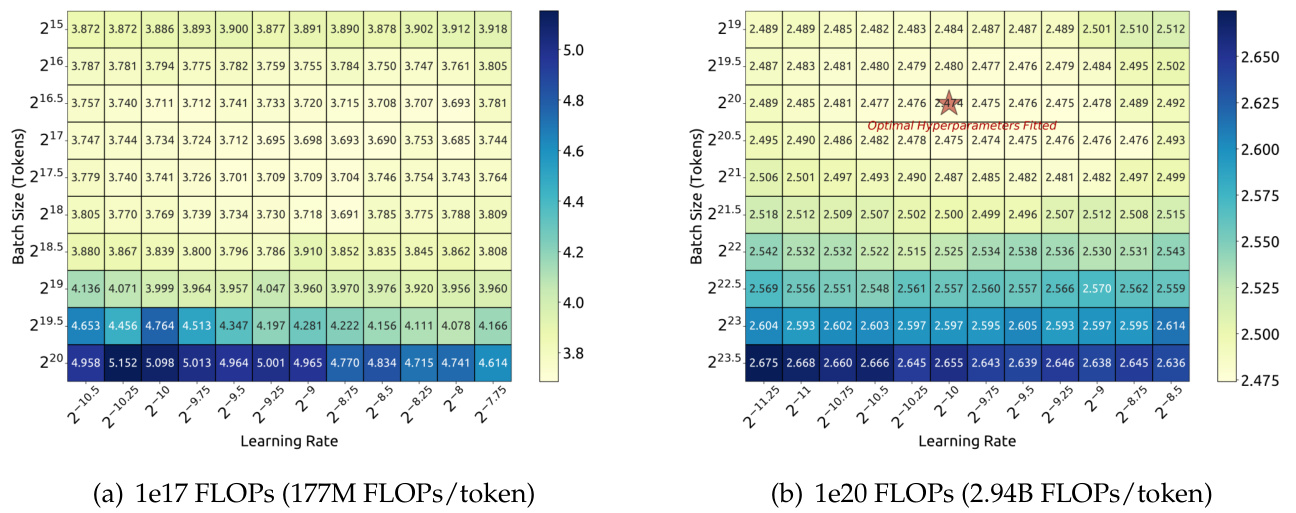 2^15 3.872 3.872 3.886 3.893 3.900 3.877 3.891 3.890 3.878 3.902 3.912 3.918
2^16 3.787 3.781 3.794 3.775 3.782 3.759 3.755 3.784 3.750 3.747 3.761 3.805
2^16.5 3.757 3.740 3.711 3.712 3.741 3.733 3.720 3.715 3.708 3.707 3.693 3.781
2^17 3.747 3.744 3.734 3.724 3.712 3.695 3.698 3.693 3.690 3.753 3.685 3.744
2^17.5 3.779 3.740 3.741 3.726 3.701 3.709 3.709 3.704 3.746 3.754 3.743 3.764
2^18 3.805 3.770 3.769 3.739 3.734 3.730 3.718 3.691 3.785 3.775 3.788 3.809
2^18.5 3.880 3.867 3.839 3.800 3.796 3.786 3.910 3.852 3.835 3.845 3.862 3.808
2^19 4.136 4.071 3.999 3.964 3.957 4.047 3.960 3.970 3.976 3.920 3.956 3.960
2^19.5 4.653 4.456 4.764 4.513 4.347 4.197 4.281 4.222 4.156 4.111 4.078 4.166
2^20 4.958 5.152 5.098 5.013 4.964 5.001 4.965 4.770 4.834 4.715 4.741 4.614
2^-10.5 2^-10.25 2^-10 2^-9.75 2^-9.5 2^-9.25 2^-9 2^-8.75 2^-8.5 2^-8.25 2^-8 2^-7.75
Batch Size (Tokens)
Learning Rate
5.0
4.8
4.6
4.4
4.2
4.0
3.8
(a) 1e17 FLOPs (177M FLOPs/token)
2^19 2.489 2.489 2.485 2.482 2.483 2.484 2.487 2.487 2.489 2.501 2.510 2.512
2^19.5 2.487 2.483 2.481 2.479 2.480 2.480 2.477 2.476 2.479 2.484 2.495 2.502
2^20 2.489 2.485 2.481 2.477 2.476 2.474 2.475 2.476 2.475 2.478 2.489 2.492
Optimal Hyperparameters Fitted
2^20.5 2.495 2.490 2.486 2.482 2.478 2.475 2.474 2.475 2.476 2.476 2.476 2.493
2^21 2.506 2.501 2.497 2.493 2.490 2.487 2.485 2.482 2.481 2.482 2.497 2.499
2^21.5 2.518 2.512 2.509 2.507 2.502 2.500 2.499 2.496 2.507 2.512 2.508 2.515
2^22 2.542 2.532 2.532 2.522 2.515 2.525 2.534 2.538 2.536 2.530 2.531 2.543
2^22.5 2.569 2.556 2.551 2.548 2.561 2.557 2.560 2.557 2.566 2.570 2.562 2.559
2^23 2.604 2.593 2.602 2.603 2.597 2.597 2.595 2.605 2.593 2.597 2.595 2.614
2^23.5 2.675 2.668 2.660 2.666 2.645 2.655 2.643 2.639 2.646 2.638 2.645 2.636
2^-11.25 2^-11 2^-10.75 2^-10.5 2^-10.25 2^-10 2^-9.75 2^-9.5 2^-9.25 2^-9 2^-8.75 2^-8.5
Batch Size (Tokens)
Learning Rate
2.650
2.625
2.600
2.575
2.550
2.525
2.500
2.475
(b) 1e20 FLOPs (2.94B FLOPs/token)